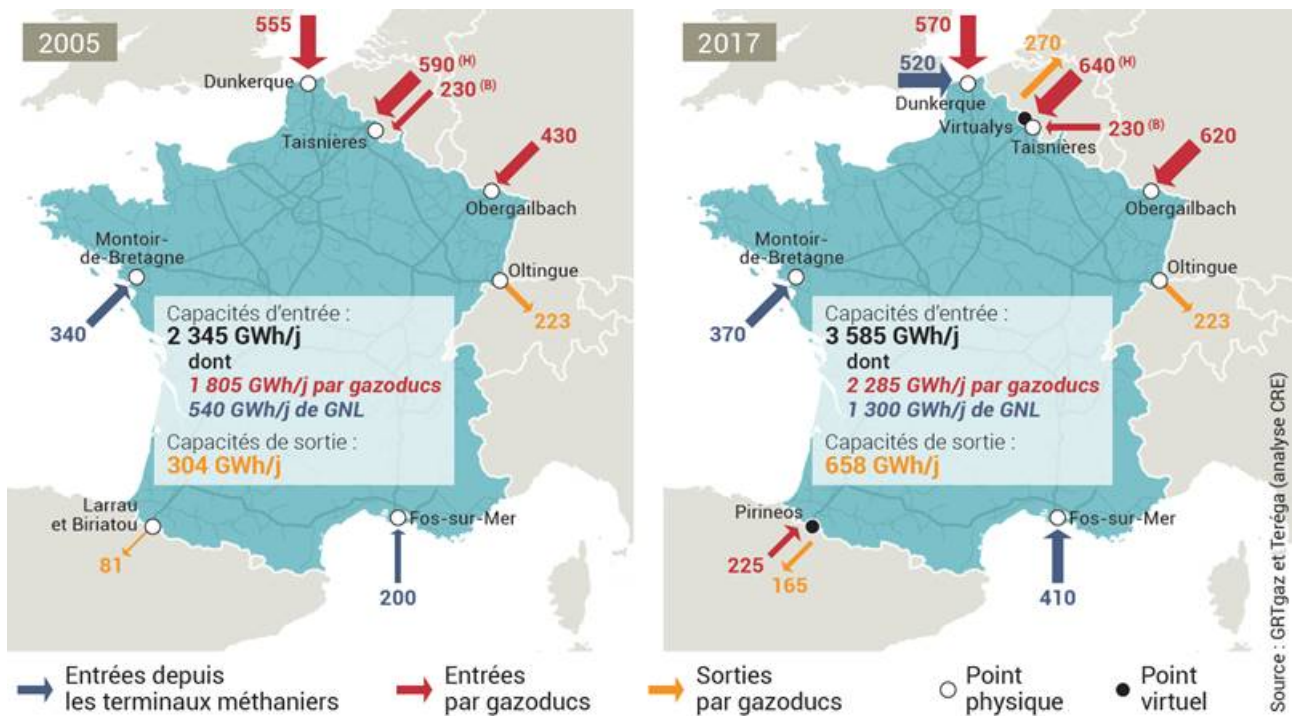 2005
555
Dunkerque
590 (H)
230 (B)
Taisnières
430
Obergailbach
Montoir-
de-Bretagne
340
Oltingue
223
Capacités d'entrée :
2 345 GWh/j
dont
1 805 GWh/j par gazoducs
540 GWh/j de GNL
Capacités de sortie :
304 GWh/j
Larrau
et Biriatou
81
Fos-sur-Mer
200
2017
570
270
520
640 (H)
Dunkerque
Virtualys
230 (B)
Taisnières
620
Obergailbach
Montoir-
de-Bretagne
370
Oltingue
223
Capacités d'entrée :
3 585 GWh/j
dont
2 285 GWh/j par gazoducs
1 300 GWh/j de GNL
Capacités de sortie :
658 GWh/j
Pirineos
225
165
Fos-sur-Mer
410
Source : GRTgaz et Teréga (analyse CRE)
Entrées depuis
les terminaux méthaniers
Entrées
par gazoducs
Sorties
par gazoducs
Point
physique
Point
virtuel